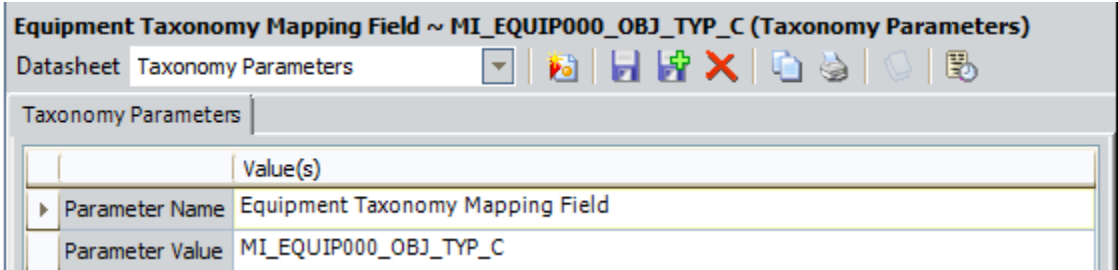 Equipment Taxonomy Mapping Field ~ MI_EQUIP000_OBJ_TYP_C (Taxonomy Parameters)
Datasheet Taxonomy Parameters
Taxonomy Parameters
Value(s)
Parameter Name Equipment Taxonomy Mapping Field
Parameter Value MI_EQUIP000_OBJ_TYP_C